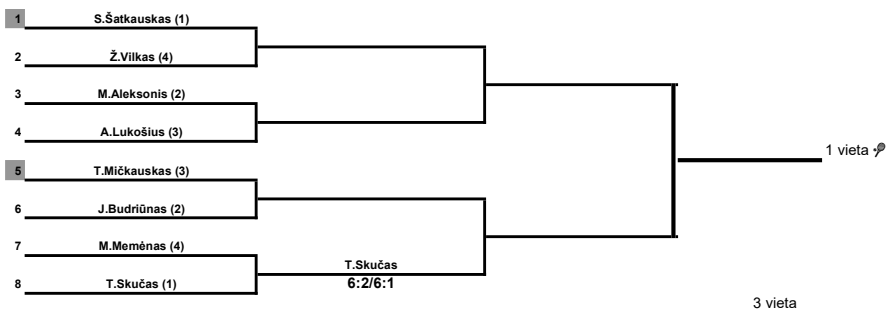 1 S.Šatkauskas (1)
2 Ž.Vilkas (4)
3 M.Aleksonis (2)
4 A.Lukošius (3)
1 vieta
5 T.Mičkauskas (3)
6 J.Budriūnas (2)
7 M.Memėnas (4)
T.Skučas
8 T.Skučas (1) 6:2/6:1
3 vieta